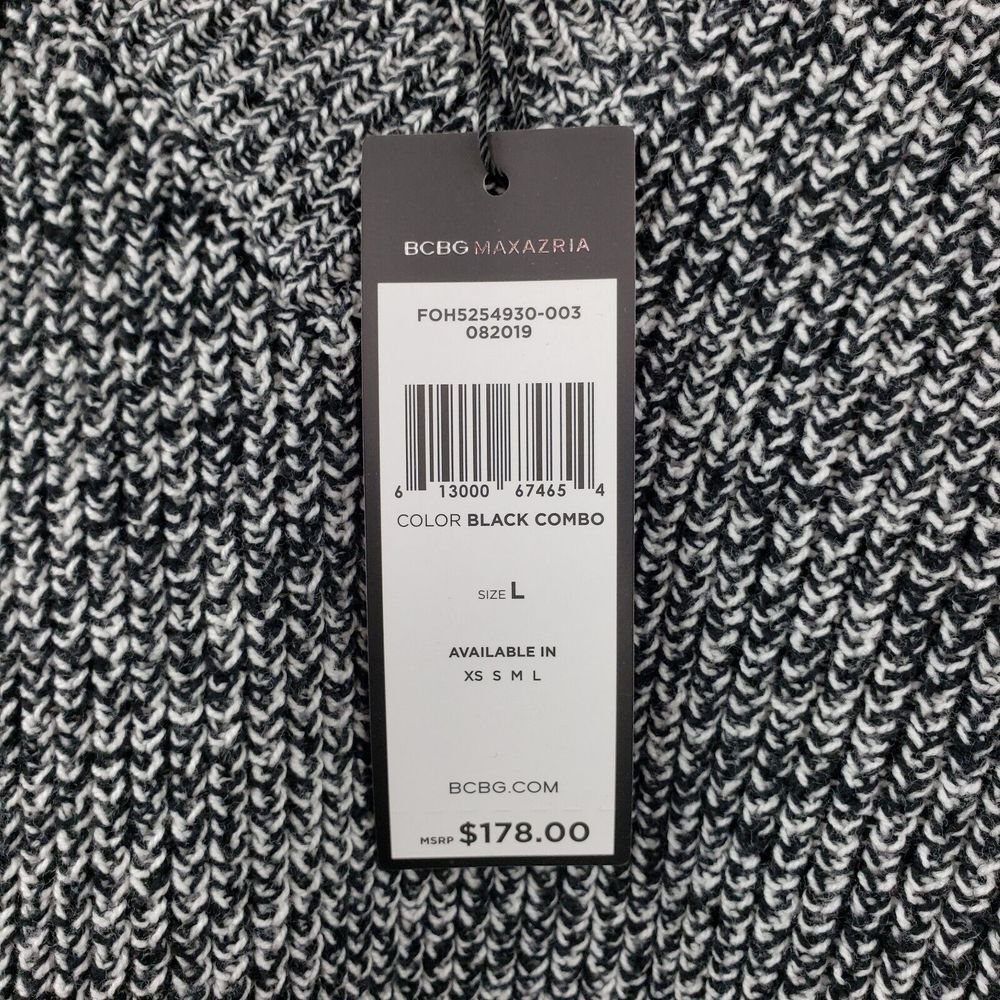 BCBG MAXAZRIA
FOH5254930-003
082019
6 13000 67465 4
COLOR BLACK COMBO
SIZE L
AVAILABLE IN
XS S M L
BCBG.COM
MSRP $178.00